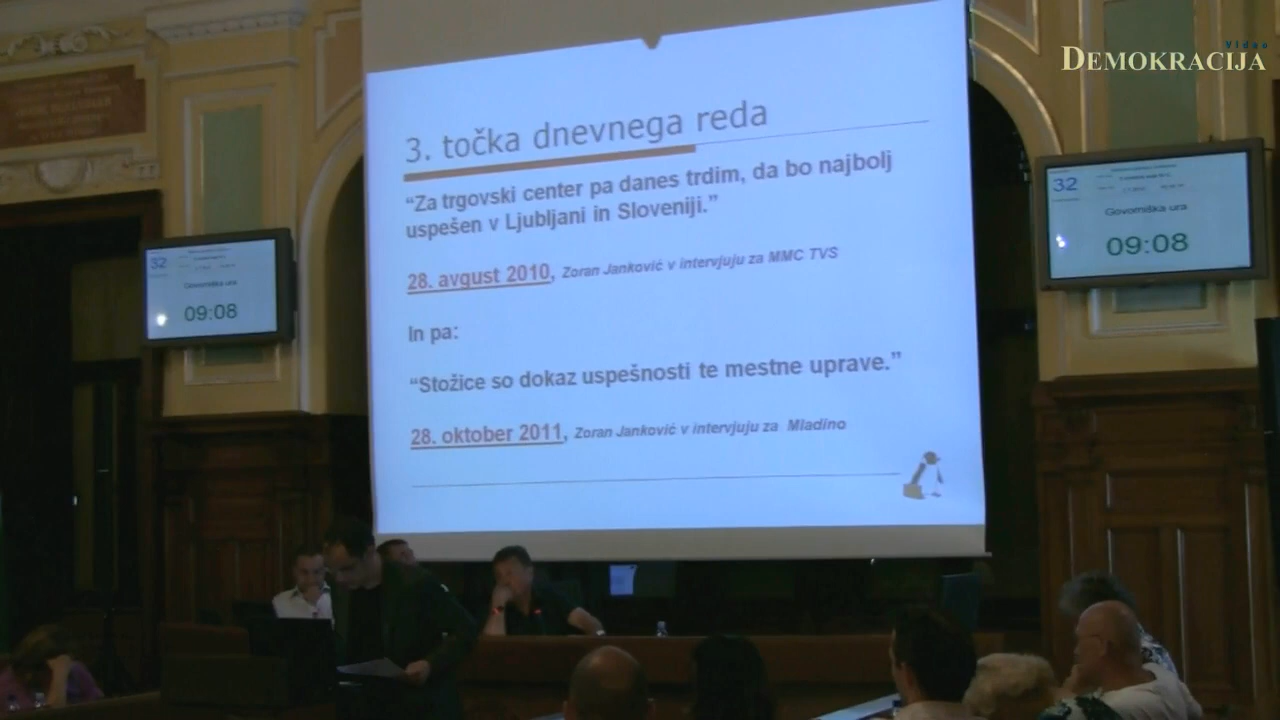 Video
DEMOKRACIJA
3. točka dnevnega reda
“Za trgovski center pa danes trdim, da bo najbolj
uspešen v Ljubljani in Sloveniji.”
28. avgust 2010, Zoran Janković v intervjuju za MMC TVS
In pa:
“Stožice so dokaz uspešnosti te mestne uprave.”
28. oktober 2011, Zoran Janković v intervjuju za Mladino
32
Govorniška ura
09:08
32
Govorniška ura
09:08